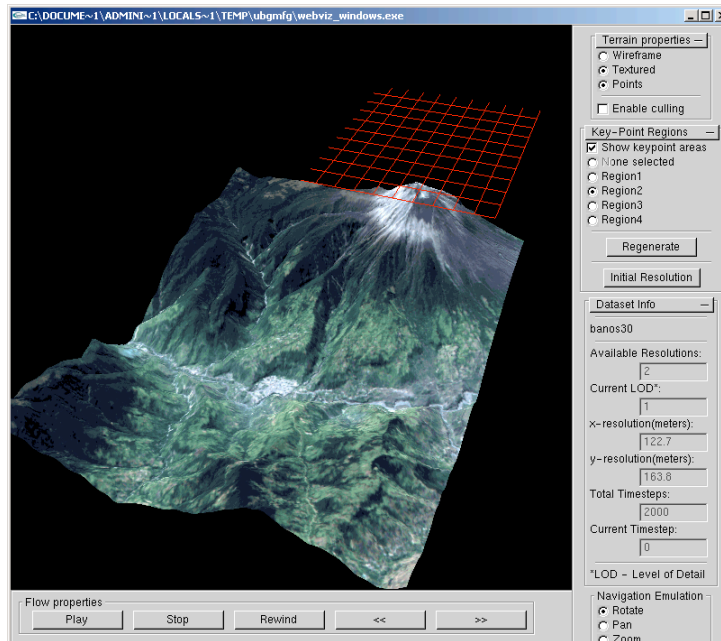 C:\DOCUME~1\ADMINI~1\LOCALS~1\TEMP\ubgmfg\webviz_windows.exe
Terrain properties
Wireframe
Textured
Points
Enable culling
Key-Point Regions
Show keypoint areas
None selected
Region1
Region2
Region3
Region4
Regenerate
Initial Resolution
Dataset Info
banos30
Available Resolutions:
2
Current LOD*:
1
x-resolution(meters):
122.7
y-resolution(meters):
163.8
Total Timesteps:
2000
Current Timestep:
0
*LOD - Level of Detail
Navigation Emulation
Rotate
Pan
Zoom
Flow properties
Play Stop Rewind << >>